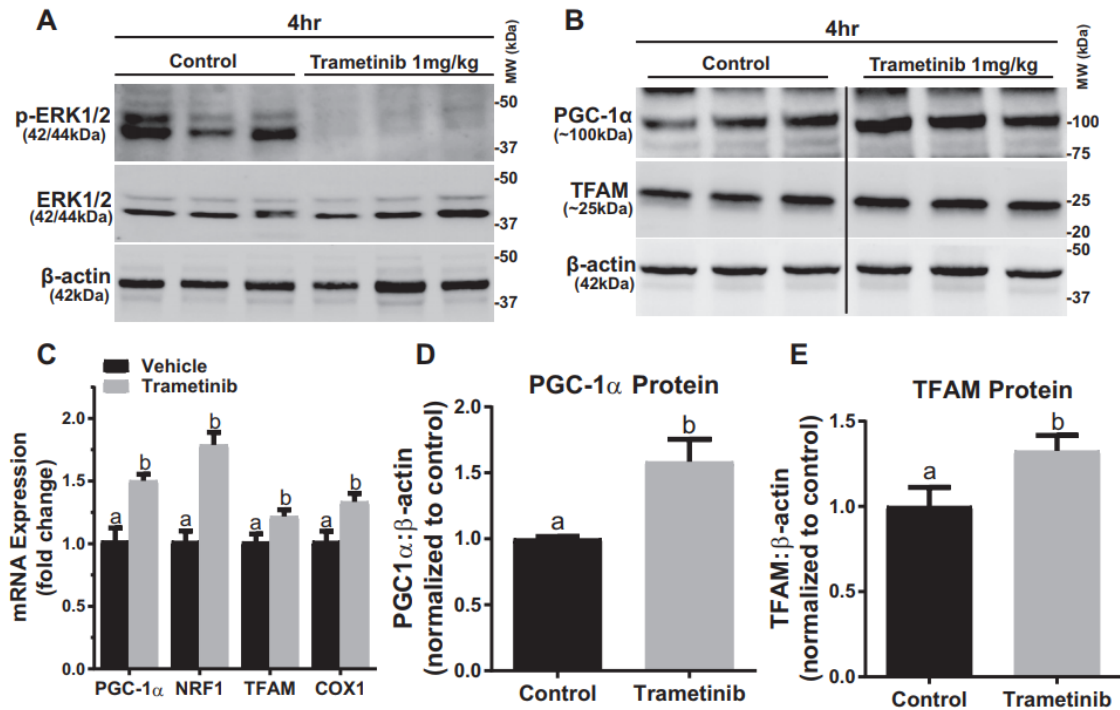 A
4hr
Control Trametinib 1mg/kg
MW (kDa)
p-ERK1/2
(42/44kDa)
-50
-37
ERK1/2
(42/44kDa)
-50
-37
β-actin
(42kDa)
-50
-37
B
4hr
Control Trametinib 1mg/kg
MW (kDa)
PGC-1α
(~100kDa)
-100
-75
TFAM
(~25kDa)
-25
-20
β-actin
(42kDa)
-50
-37
C
Vehicle
Trametinib
mRNA Expression
(fold change)
2.0
1.5
1.0
0.5
0.0
a b a b a b a b
PGC-1α NRF1 TFAM COX1
D
PGC-1α Protein
PGC1α:β-actin
(normalized to control)
2.0
1.5
1.0
0.5
0.0
a b
Control Trametinib
E
TFAM Protein
TFAM:β-actin
(normalized to control)
1.5
1.0
0.5
0.0
a b
Control Trametinib